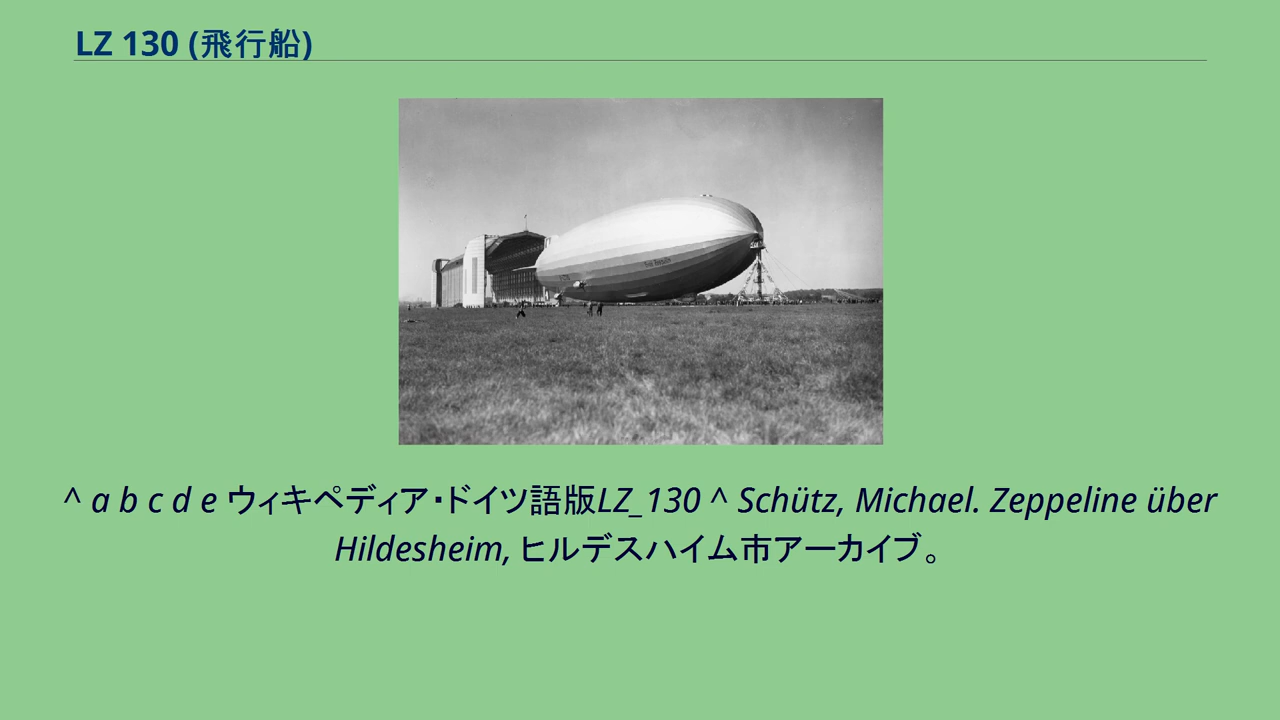 LZ 130 (飛行船)
^ a b c d e ウィキペディア・ドイツ語版LZ_130 ^ Schütz, Michael. Zeppeline über
Hildesheim, ヒルデスハイム市アーカイブ。